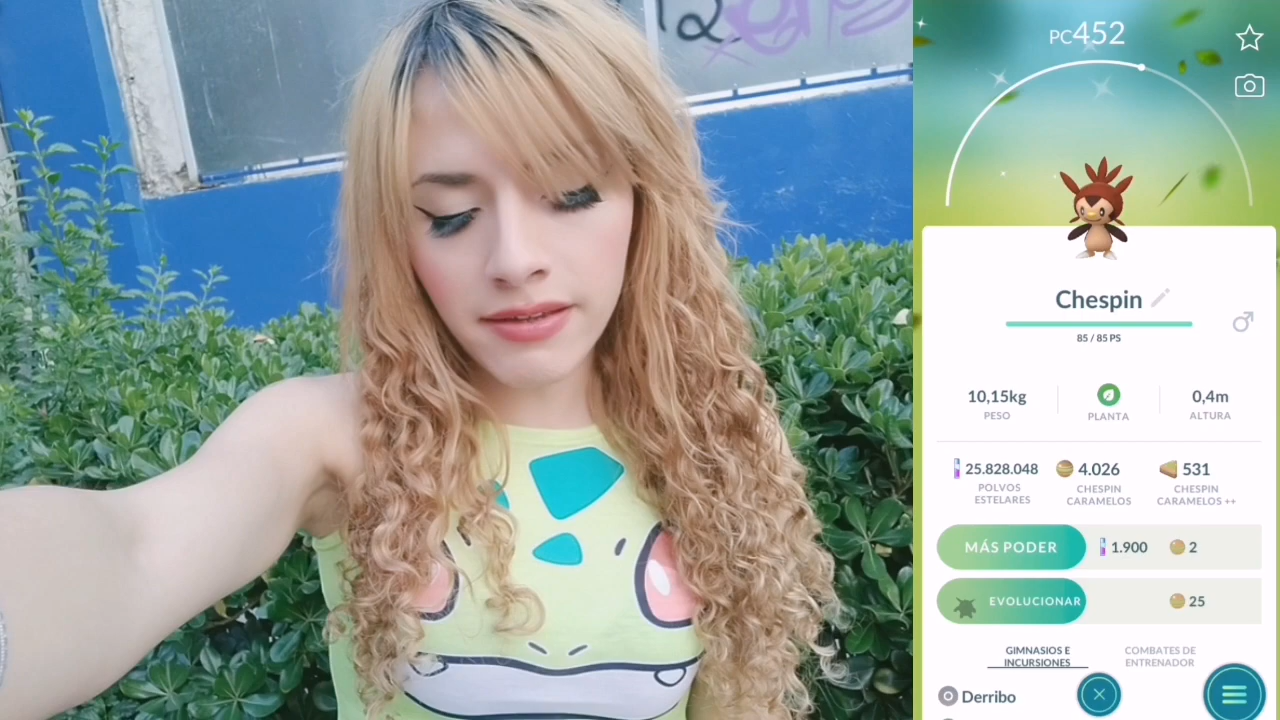 12
PC452
Chespin
85 / 85 PS
10,15kg
PESO
PLANTA
0,4m
ALTURA
25.828.048
POLVOS
ESTELARES
4.026
CHESPIN
CARAMELOS
531
CHESPIN
CARAMELOS ++
MÁS PODER
1.900
2
EVOLUCIONAR
25
GIMNASIOS E
INCURSIONES
COMBATES DE
ENTRENADOR
Derribo